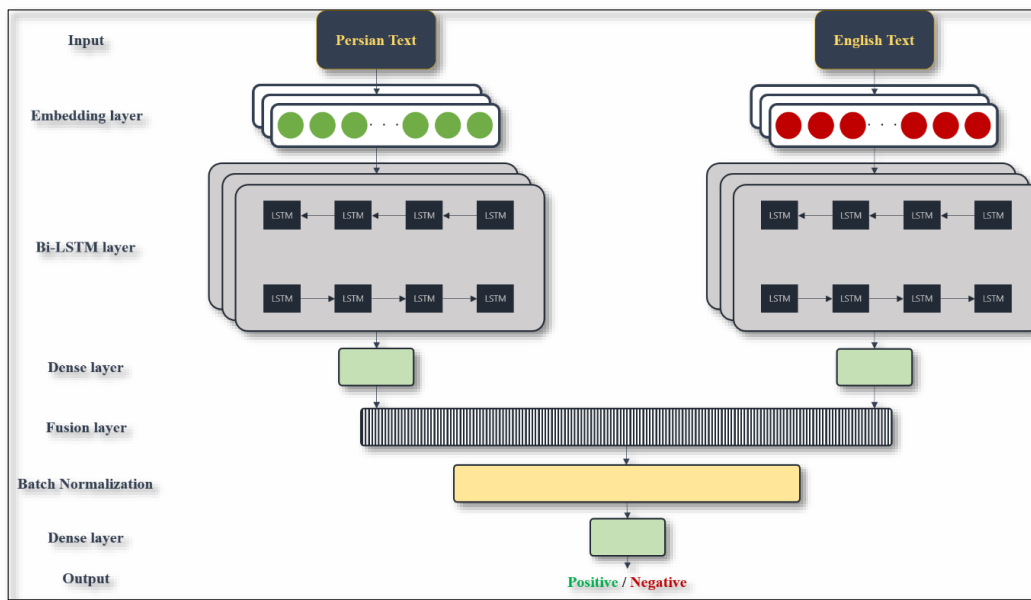 Input
Persian Text
English Text
Embedding layer
. . .
. . .
Bi-LSTM layer
LSTM LSTM LSTM LSTM
LSTM LSTM LSTM LSTM
LSTM LSTM LSTM LSTM
LSTM LSTM LSTM LSTM
Dense layer
Fusion layer
Batch Normalization
Dense layer
Output
Positive / Negative